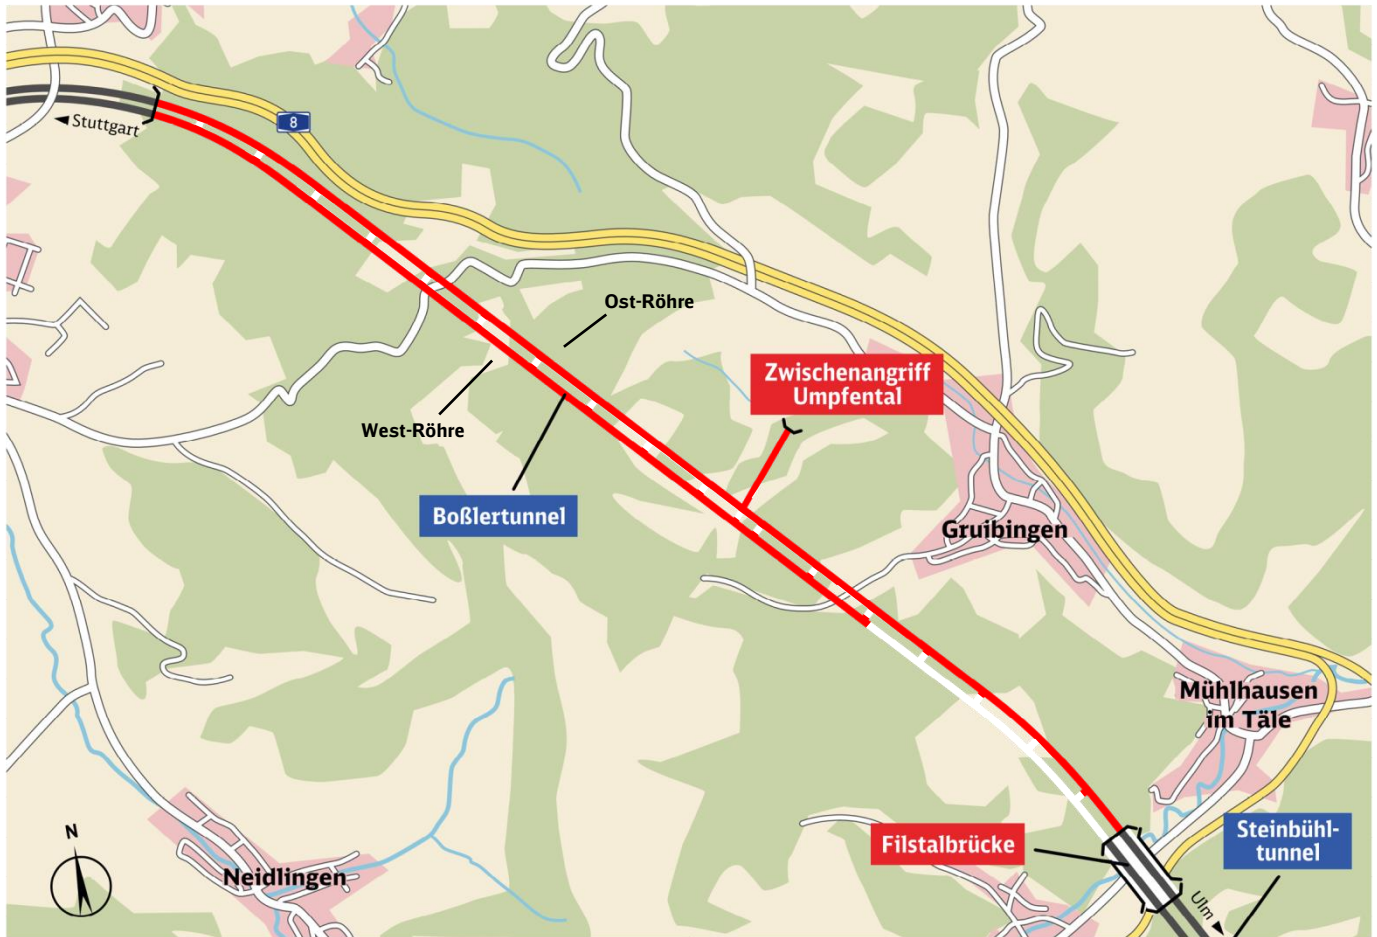 8
◄ Stuttgart
Ost-Röhre
Zwischenangriff
Umpfental
West-Röhre
Boßlertunnel
Gruibingen
Mühlhausen
im Täle
N
Filstalbrücke
Steinbühl-
tunnel
Neidlingen
Ulm ►